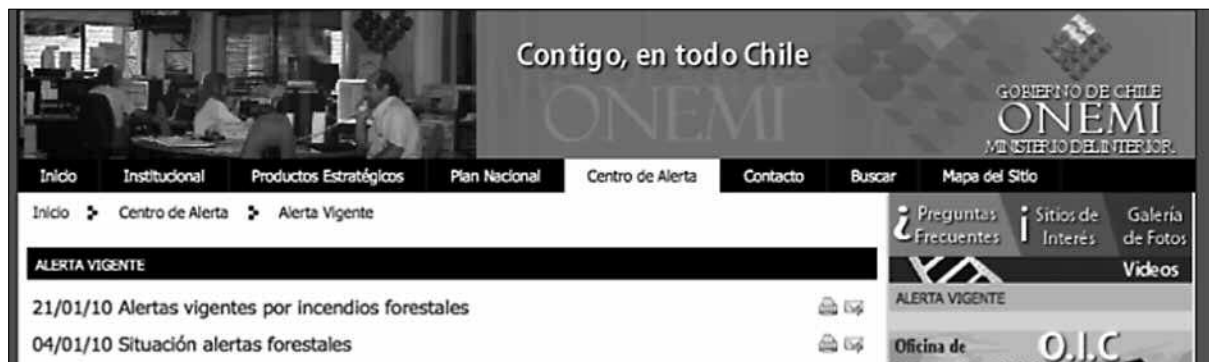 Contigo, en todo Chile
ONEMI
GOBIERNO DE CHILE
ONEMI
MINISTERIO DEL INTERIOR
Inicio Institucional Productos Estratégicos Plan Nacional Centro de Alerta Contacto Buscar Mapa del Sitio
Inicio Centro de Alerta Alerta Vigente
¿ Preguntas Frecuentes
¡ Sitios de Interés
Galería de Fotos
Videos
ALERTA VIGENTE
21/01/10 Alertas vigentes por incendios forestales
04/01/10 Situación alertas forestales
ALERTA VIGENTE
Oficina de
O.I.C